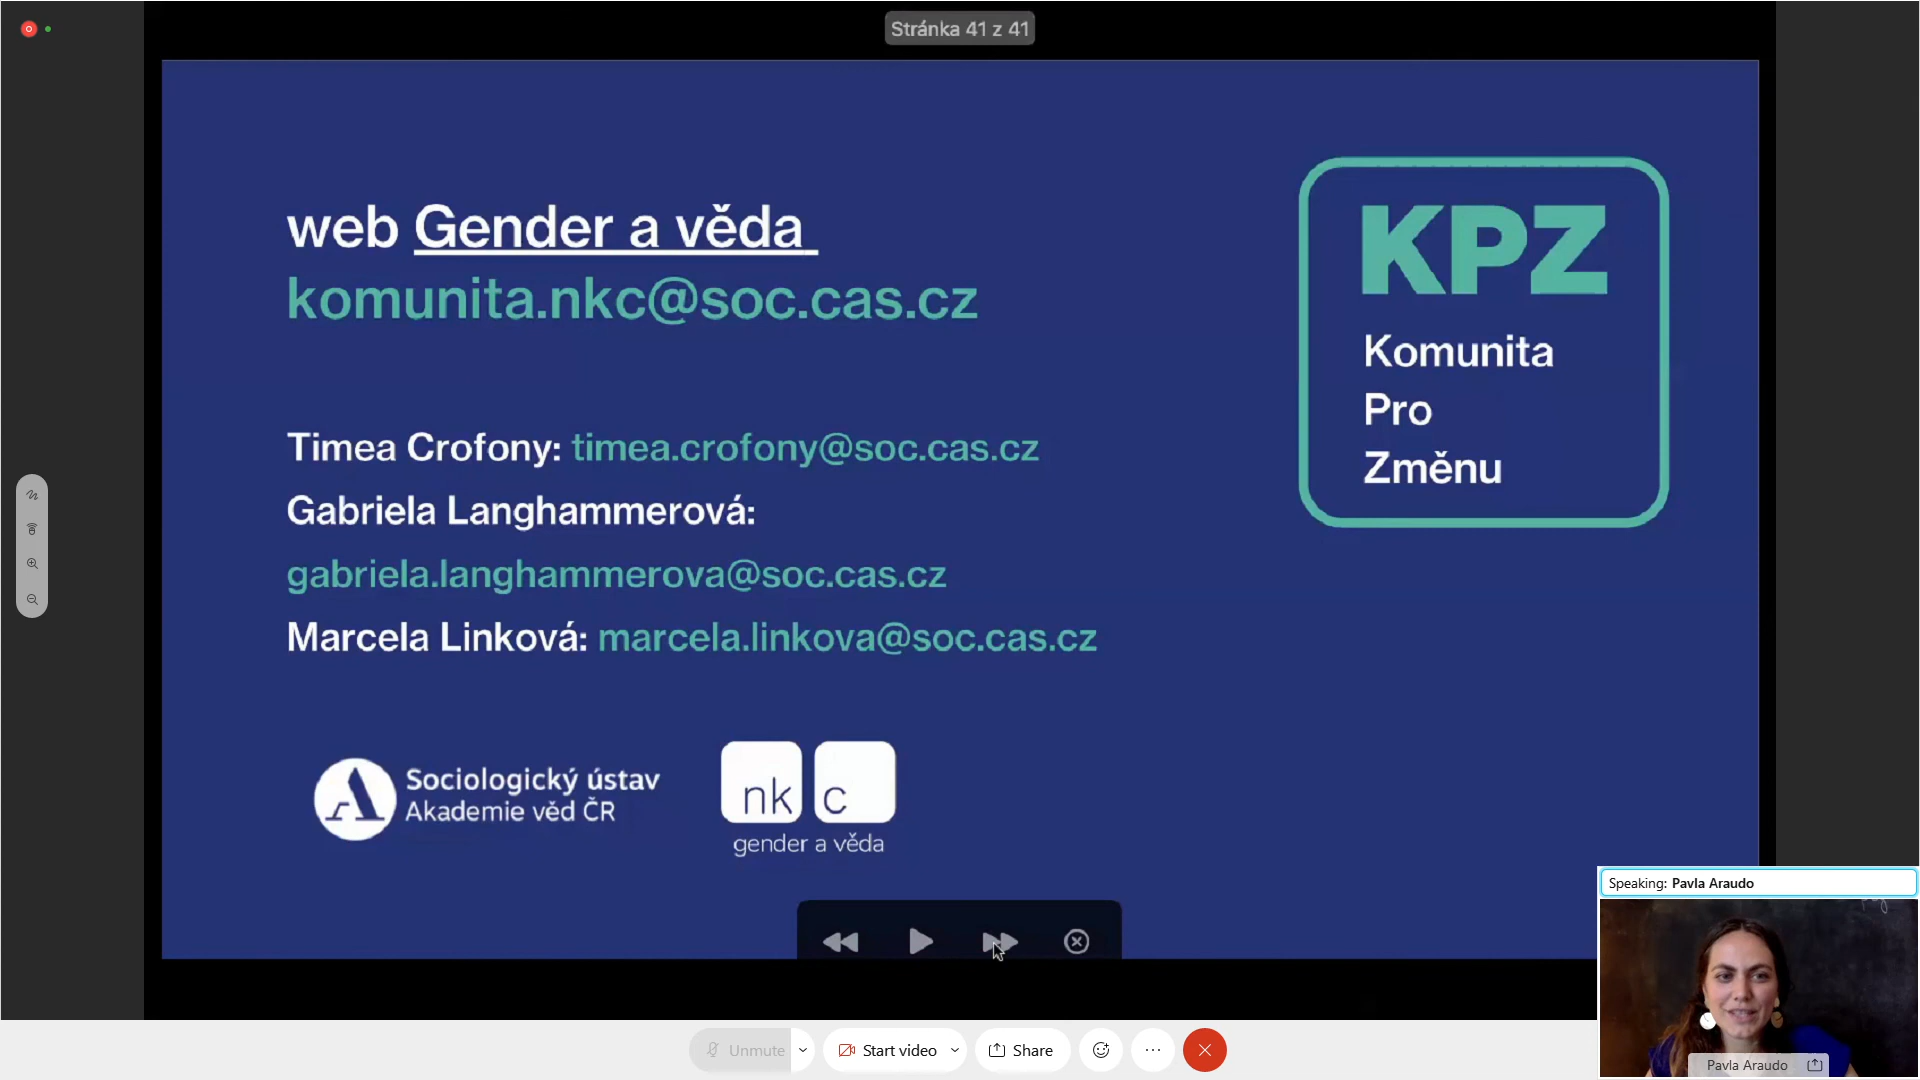 Stránka 41 z 41
web Gender a věda
komunita.nkc@soc.cas.cz
Timea Crofony: timea.crofony@soc.cas.cz
Gabriela Langhammerová:
gabriela.langhammerova@soc.cas.cz
Marcela Linková: marcela.linkova@soc.cas.cz
KPZ
Komunita
Pro
Změnu
Sociologický ústav
Akademie věd ČR
nk c
gender a věda
Speaking: Pavla Araudo
Pavla Araudo
Unmute
Start video
Share